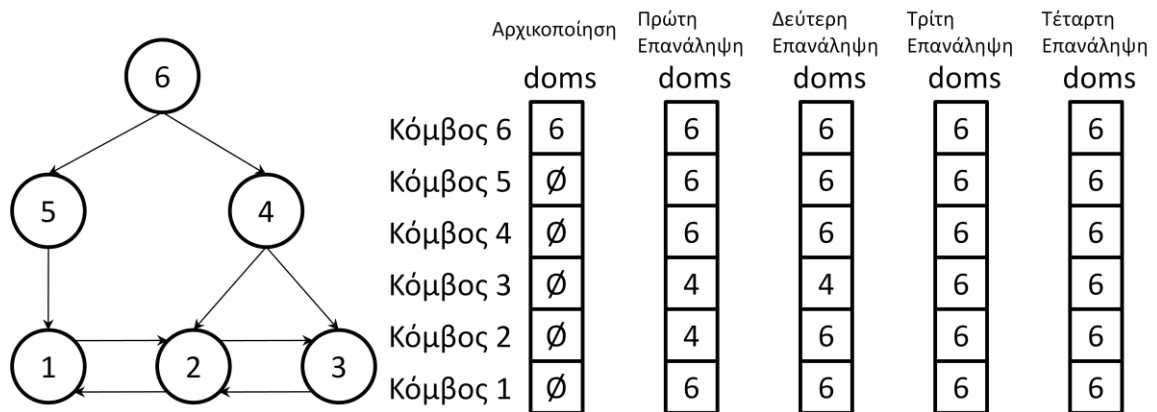 Αρχικοποίηση Πρώτη Επανάληψη Δεύτερη Επανάληψη Τρίτη Επανάληψη Τέταρτη Επανάληψη
doms doms doms doms doms
6
5 4
1 2 3
Κόμβος 6 6 6 6 6 6
Κόμβος 5 Ø 6 6 6 6
Κόμβος 4 Ø 6 6 6 6
Κόμβος 3 Ø 4 4 6 6
Κόμβος 2 Ø 4 6 6 6
Κόμβος 1 Ø 6 6 6 6